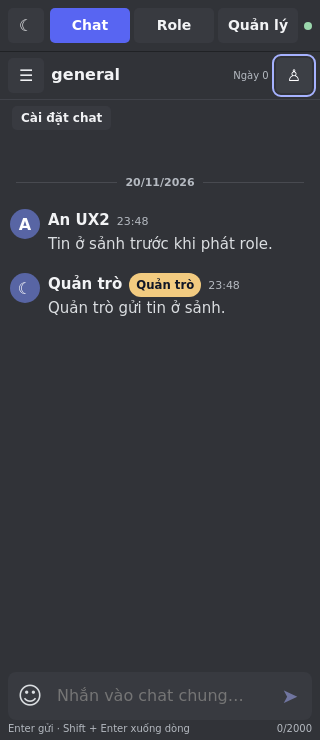 Chat Role Quản lý
general Ngày 0
Cài đặt chat
20/11/2026
A An UX2 23:48
Tin ở sảnh trước khi phát role.
Quản trò Quản trò 23:48
Quản trò gửi tin ở sảnh.
Nhắn vào chat chung...
Enter gửi · Shift + Enter xuống dòng 0/2000